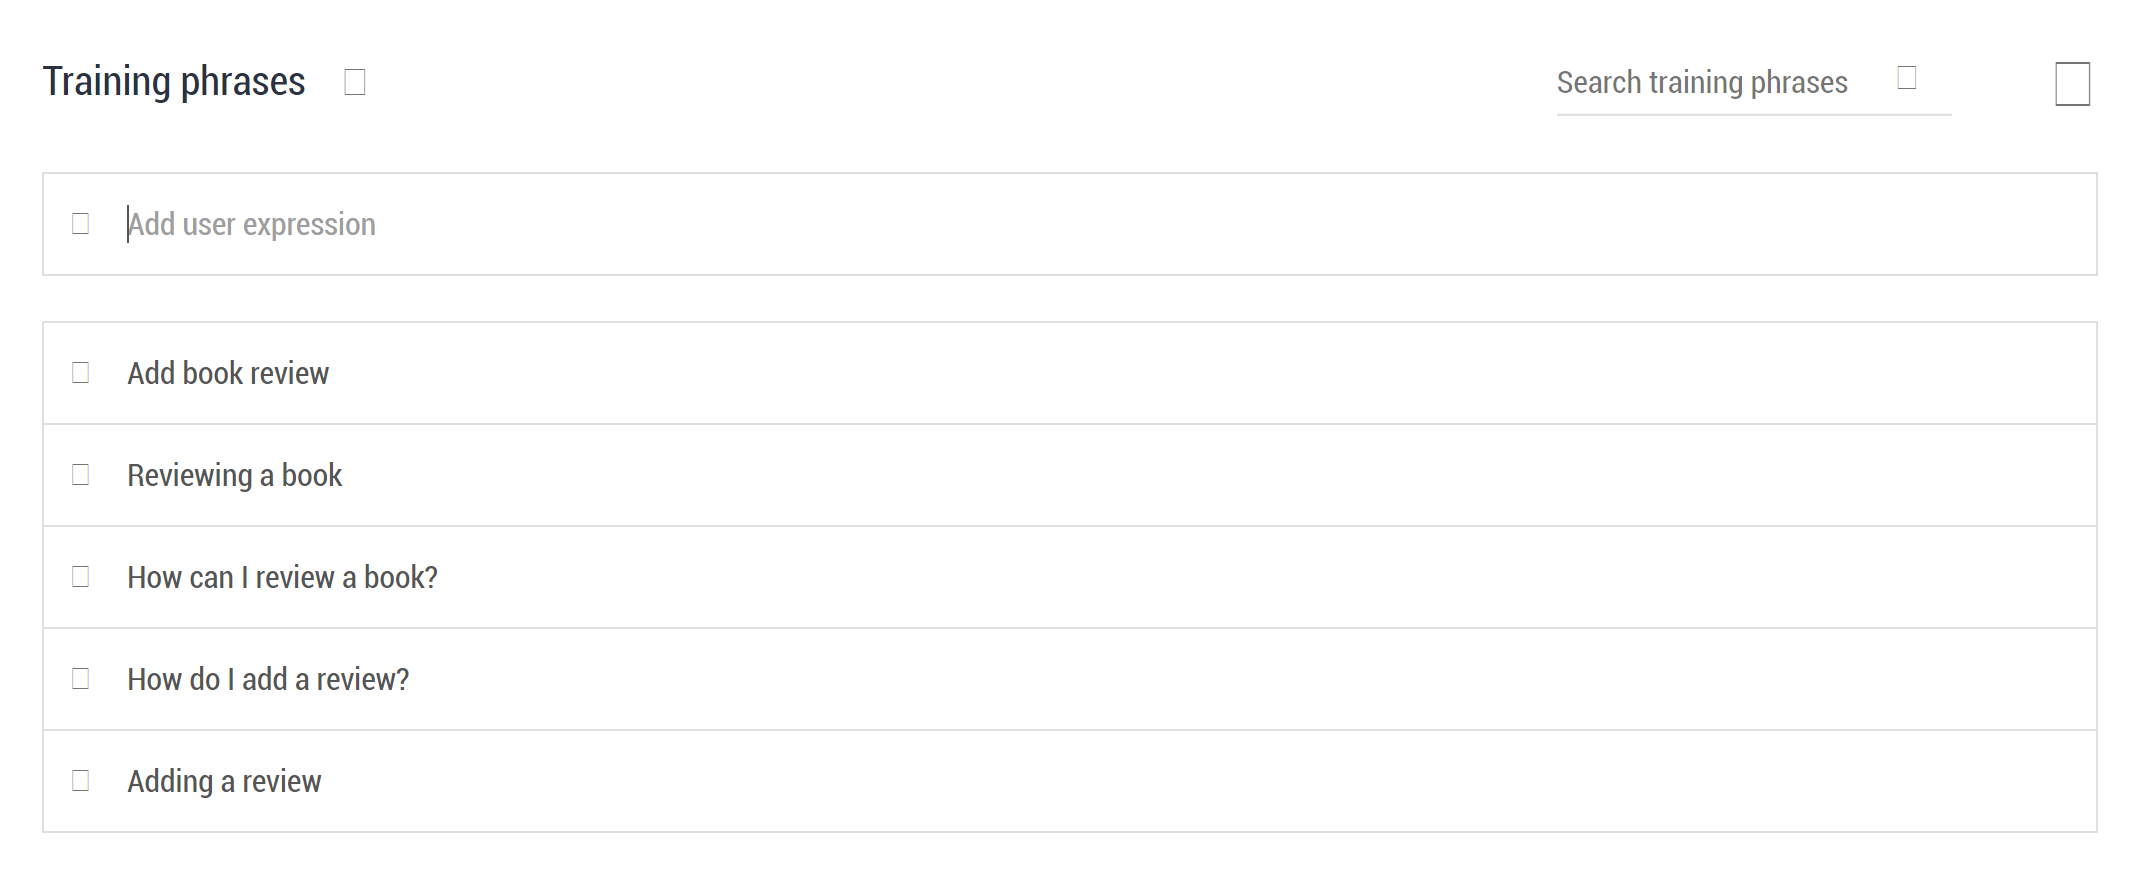 Training phrases
Search training phrases
Add user expression
Add book review
Reviewing a book
How can I review a book?
How do I add a review?
Adding a review